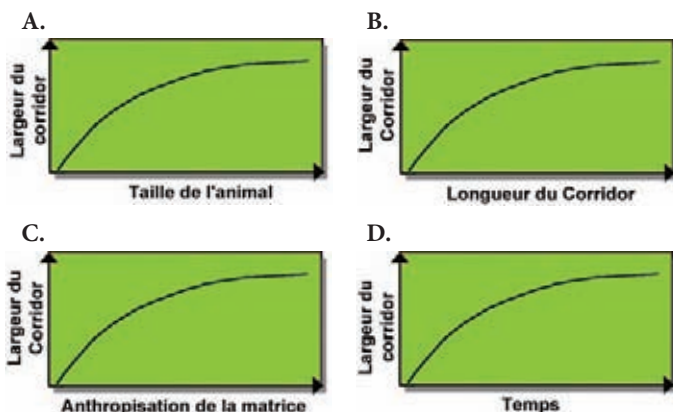 A.
Largeur du
corridor
Taille de l'animal
B.
Largeur du
Corridor
Longueur du Corridor
C.
Largeur du
Corridor
Anthropisation de la matrice
D.
Largeur du
corridor
Temps